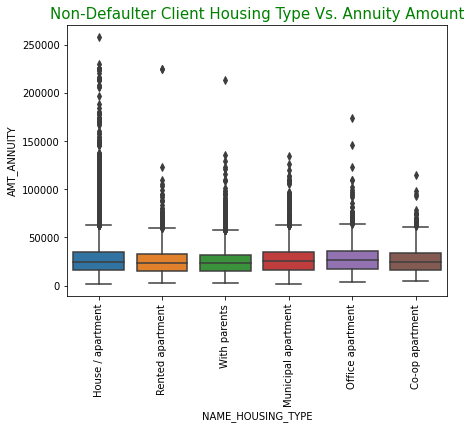 Non-Defaulter Client Housing Type Vs. Annuity Amount
250000
200000
150000
100000
50000
0
AMT_ANNUITY
House / apartment
Rented apartment
With parents
Municipal apartment
Office apartment
Co-op apartment
NAME_HOUSING_TYPE